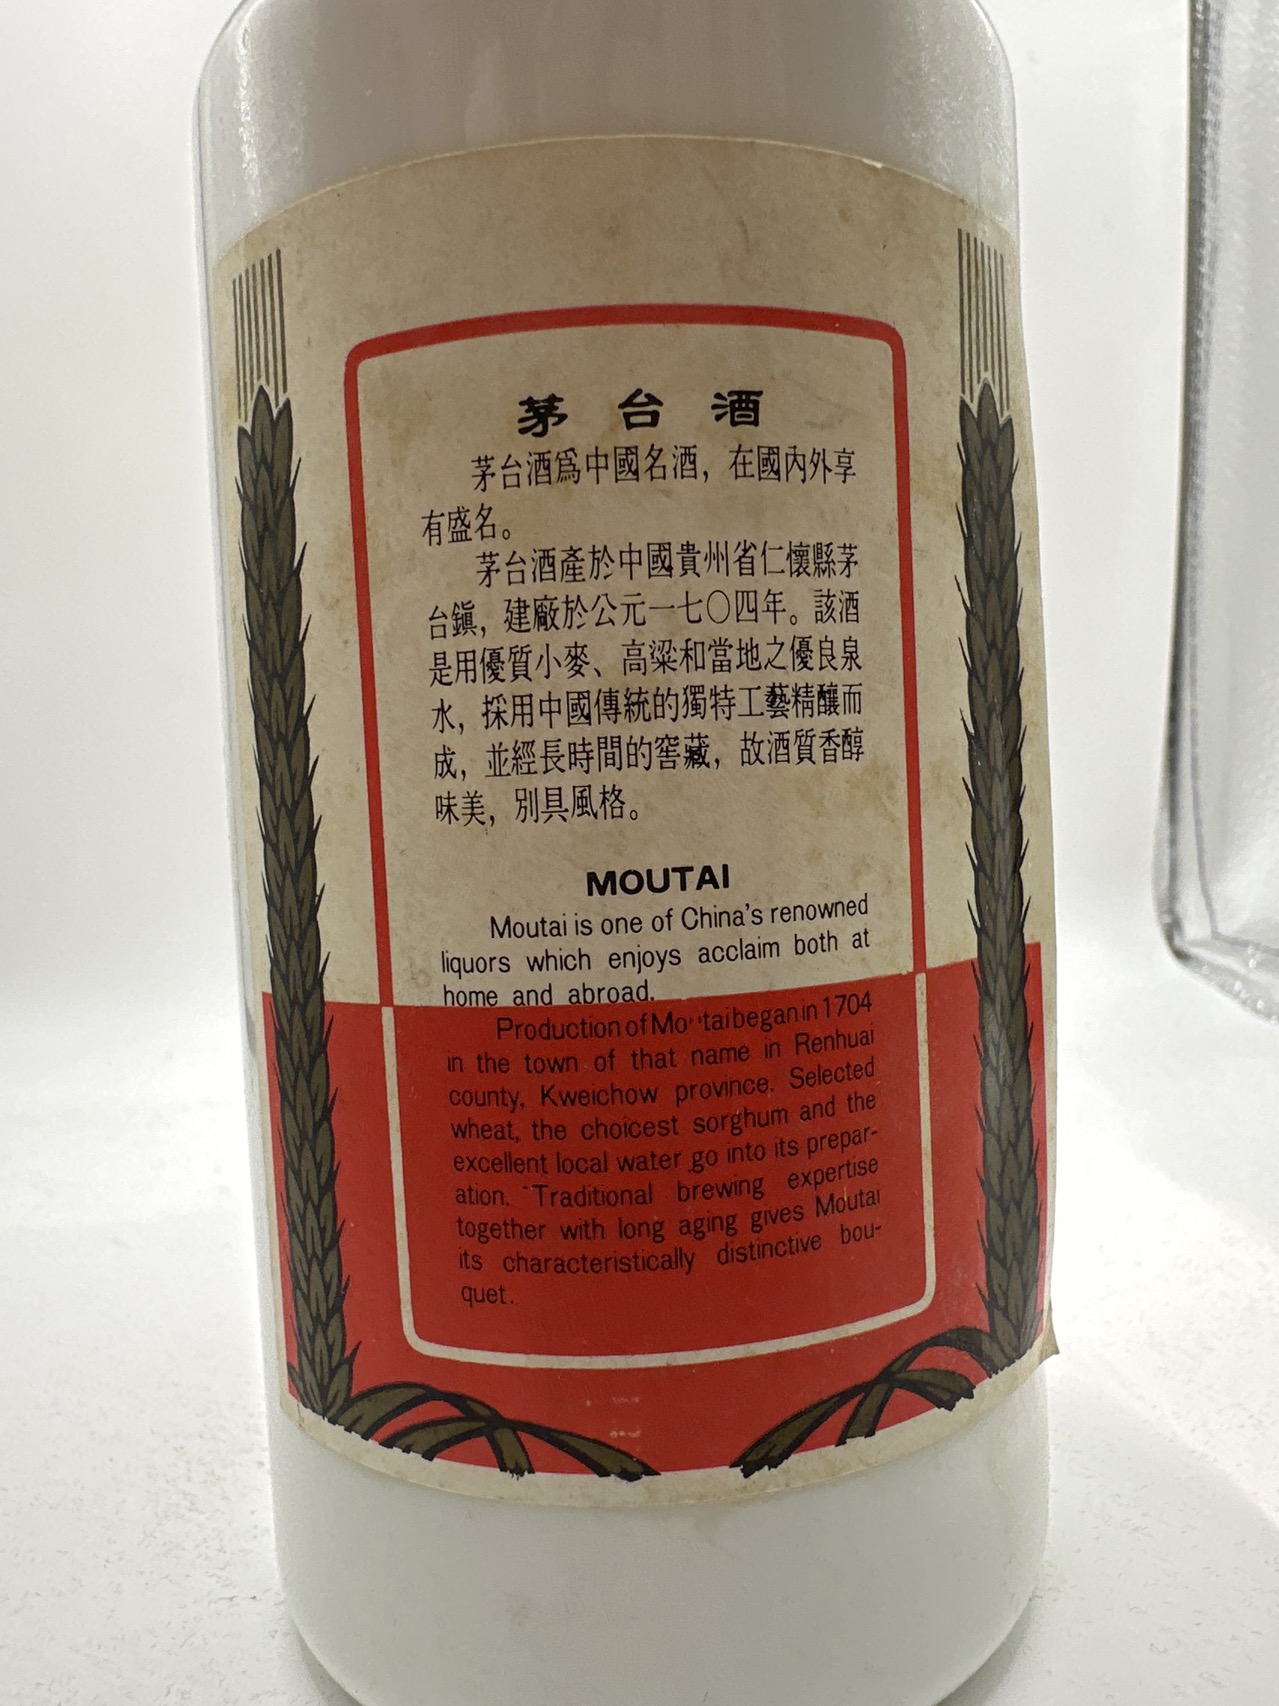 茅台酒
茅台酒爲中國名酒，在國內外享
有盛名。
茅台酒產於中國貴州省仁懷縣茅
台鎭，建廠於公元一七〇四年。該酒
是用優質小麥、高粱和當地之優良泉
水，採用中國傳統的獨特工藝精釀而
成，並經長時間的窖藏，故酒質香醇
味美，別具風格。
MOUTAI
Moutai is one of China's renowned
liquors which enjoys acclaim both at
home and abroad.
Production of Moutai began in 1704
in the town of that name in Renhuai
county, Kweichow province. Selected
wheat, the choicest sorghum and the
excellent local water go into its prepar-
ation. Traditional brewing expertise
together with long aging gives Moutai
its characteristically distinctive bou-
quet.